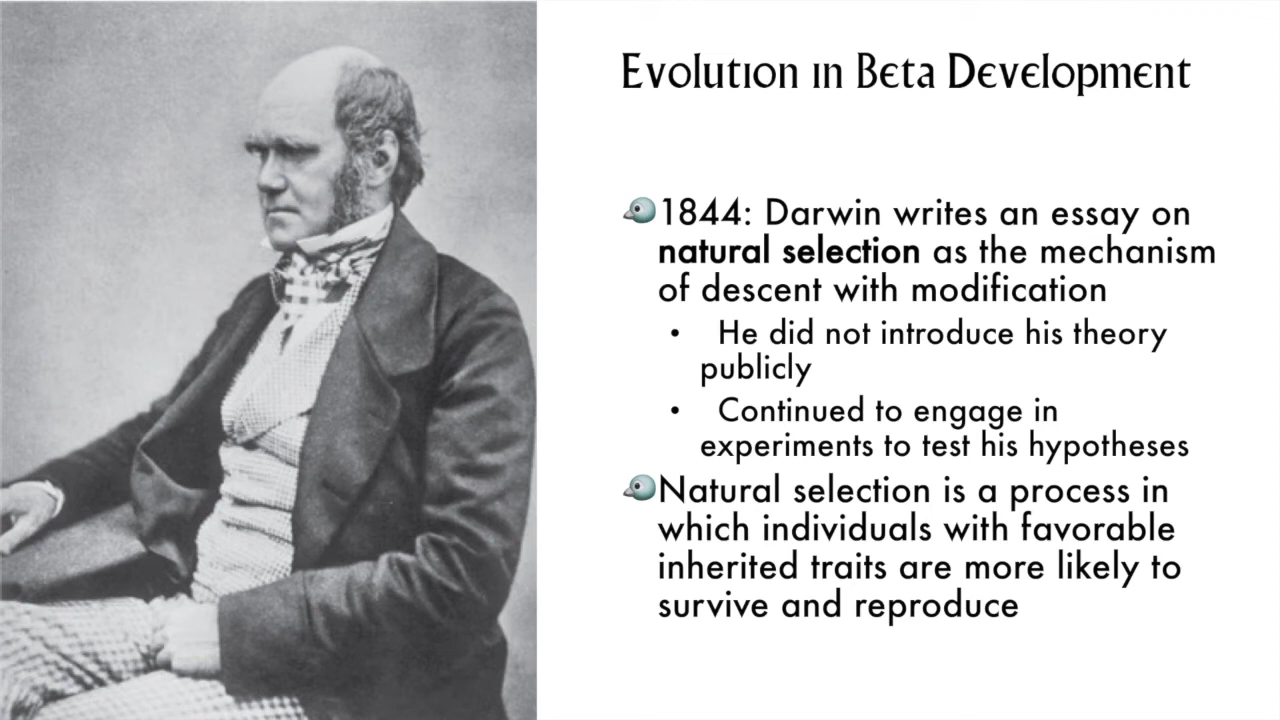 Evolution in Beta Development
1844: Darwin writes an essay on
natural selection as the mechanism
of descent with modification
• He did not introduce his theory
publicly
• Continued to engage in
experiments to test his hypotheses
Natural selection is a process in
which individuals with favorable
inherited traits are more likely to
survive and reproduce